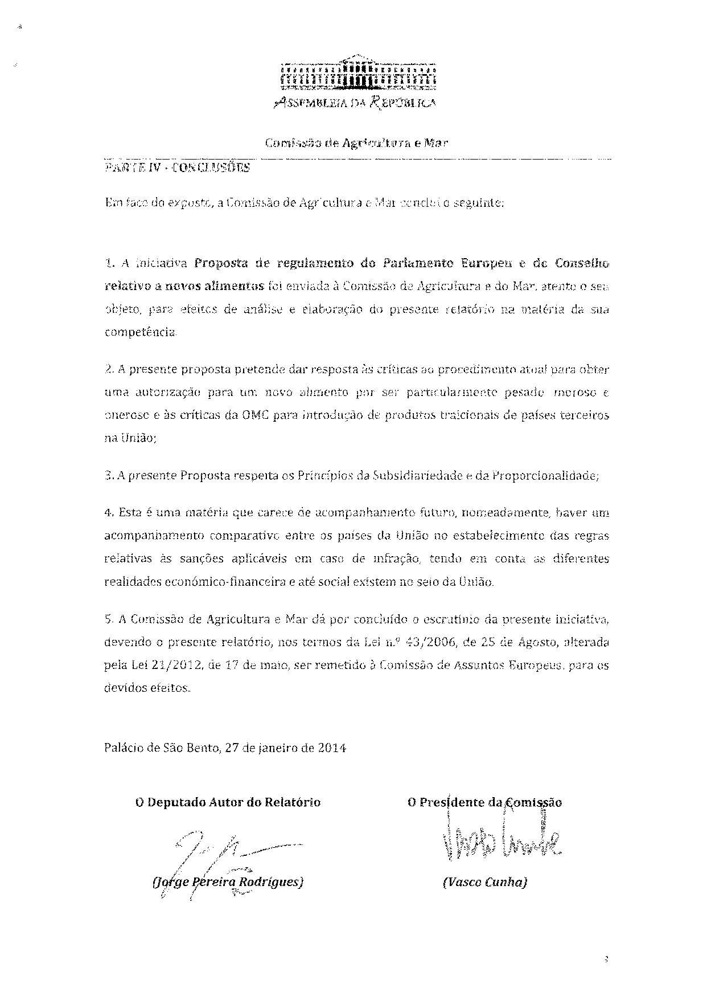 ASSEMBLEIA DA REPÚBLICA
Comissão de Agricultura e Mar
PARTE IV - CONCLUSÕES
Em face do exposto, a Comissão de Agricultura e Mar conclui o seguinte:
1. A iniciativa Proposta de regulamento do Parlamento Europeu e do Conselho
relativo a novos alimentos foi enviada à Comissão de Agricultura e do Mar, atento o seu
objeto, para efeitos de análise e elaboração do presente relatório na matéria da sua
competência.
2. A presente proposta pretende dar resposta às críticas ao procedimento atual para obter
uma autorização para um novo alimento por ser particularmente pesado moroso e
oneroso e às críticas da OMC para introdução de produtos traicionais de países terceiros
na União;
3. A presente Proposta respeita os Princípios da Subsidiariedade e da Proporcionalidade;
4. Esta é uma matéria que carece de acompanhamento futuro, nomeadamente, haver um
acompanhamento comparativo entre os países da União no estabelecimento das regras
relativas às sanções aplicáveis em caso de infração, tendo em conta as diferentes
realidades económico-financeira e até social existem no seio da União.
5. A Comissão de Agricultura e Mar dá por concluído o escrutínio da presente iniciativa,
devendo o presente relatório, nos termos da Lei n.º 43/2006, de 25 de Agosto, alterada
pela Lei 21/2012, de 17 de maio, ser remetido à Comissão de Assuntos Europeus, para os
devidos efeitos.
Palácio de São Bento, 27 de janeiro de 2014
O Deputado Autor do Relatório O Presidente da Comissão
Vasco Cunha
(Jorge Pereira Rodrigues) (Vasco Cunha)